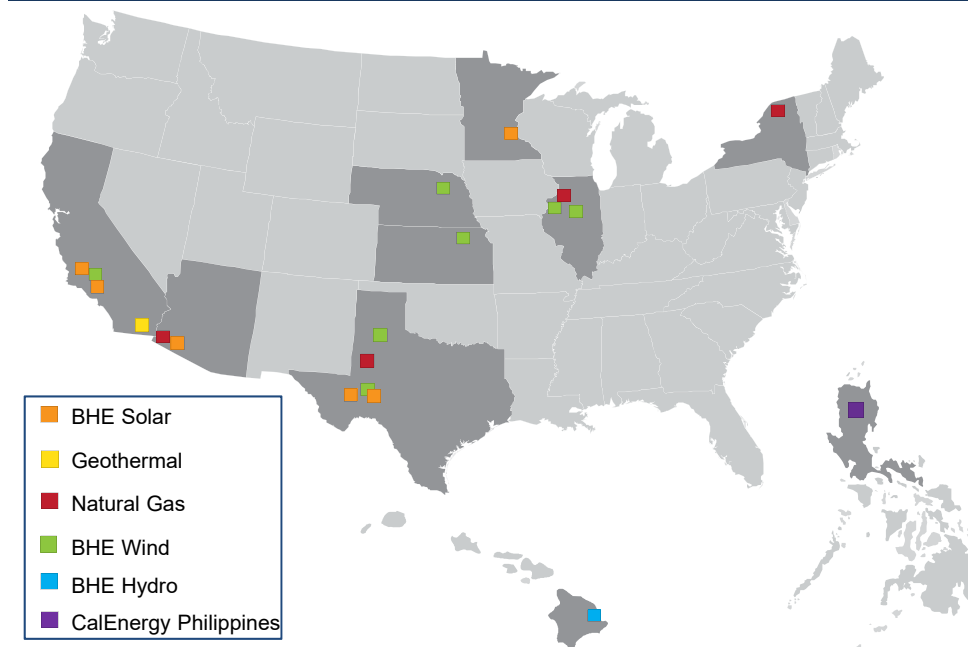 BHE Solar
Geothermal
Natural Gas
BHE Wind
BHE Hydro
CalEnergy Philippines